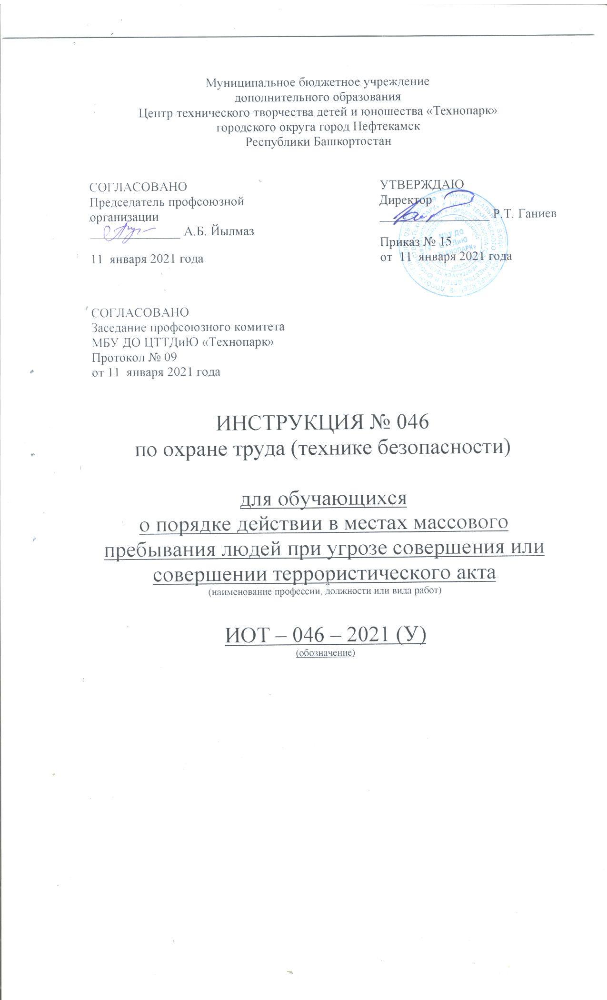 Муниципальное бюджетное учреждение
дополнительного образования
Центр технического творчества детей и юношества «Технопарк»
городского округа город Нефтекамск
Республики Башкортостан
СОГЛАСОВАНО
Председатель профсоюзной
организации
А.Б. Йылмаз
11 января 2021 года
УТВЕРЖДАЮ
Директор
Р.Т. Ганиев
Приказ № 15
от 11 января 2021 года
МБУ ДО
ЦТТДиЮ
«ТЕХНОПАРК»
СОГЛАСОВАНО
Заседание профсоюзного комитета
МБУ ДО ЦТТДиЮ «Технопарк»
Протокол № 09
от 11 января 2021 года
ИНСТРУКЦИЯ № 046
по охране труда (технике безопасности)
для обучающихся
о порядке действии в местах массового
пребывания людей при угрозе совершения или
совершении террористического акта
(наименование профессии, должности или вида работ)
ИОТ – 046 – 2021 (У)
(обозначение)